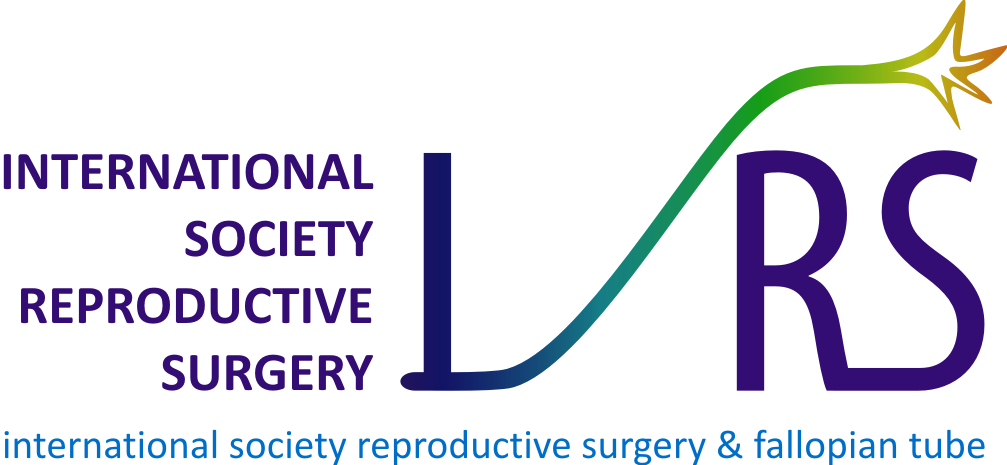 INTERNATIONAL
SOCIETY
REPRODUCTIVE
SURGERY
ISRS
international society reproductive surgery & fallopian tube